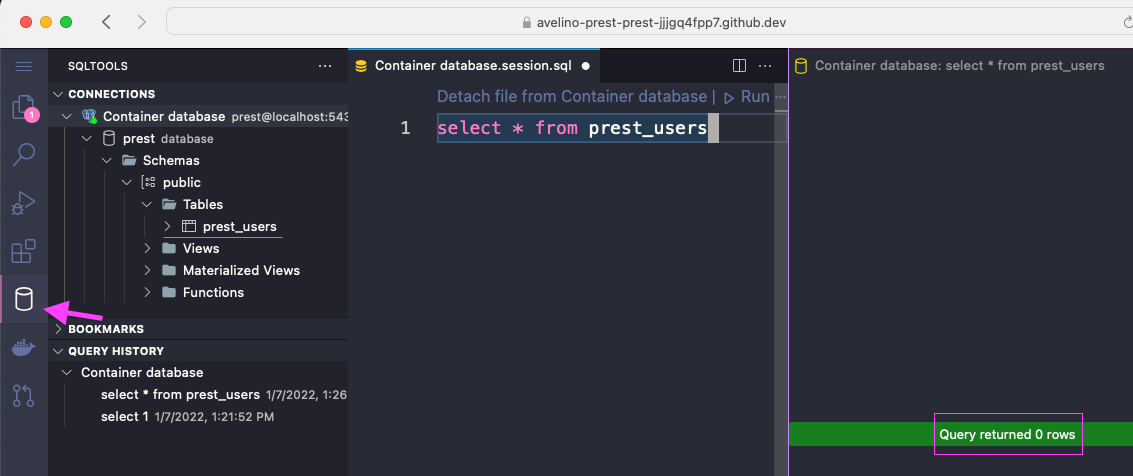 avelino-prest-prest-jjjgq4fpp7.github.dev
SQLTOOLS
...
CONNECTIONS
Container database prest@localhost:543
prest database
Schemas
public
Tables
prest_users
Views
Materialized Views
Functions
BOOKMARKS
QUERY HISTORY
Container database
select * from prest_users 1/7/2022, 1:26
select 1 1/7/2022, 1:21:52 PM
1
Container database.session.sql
...
Detach file from Container database | Run ...
1 select * from prest_users
Container database: select * from prest_users
Query returned 0 rows